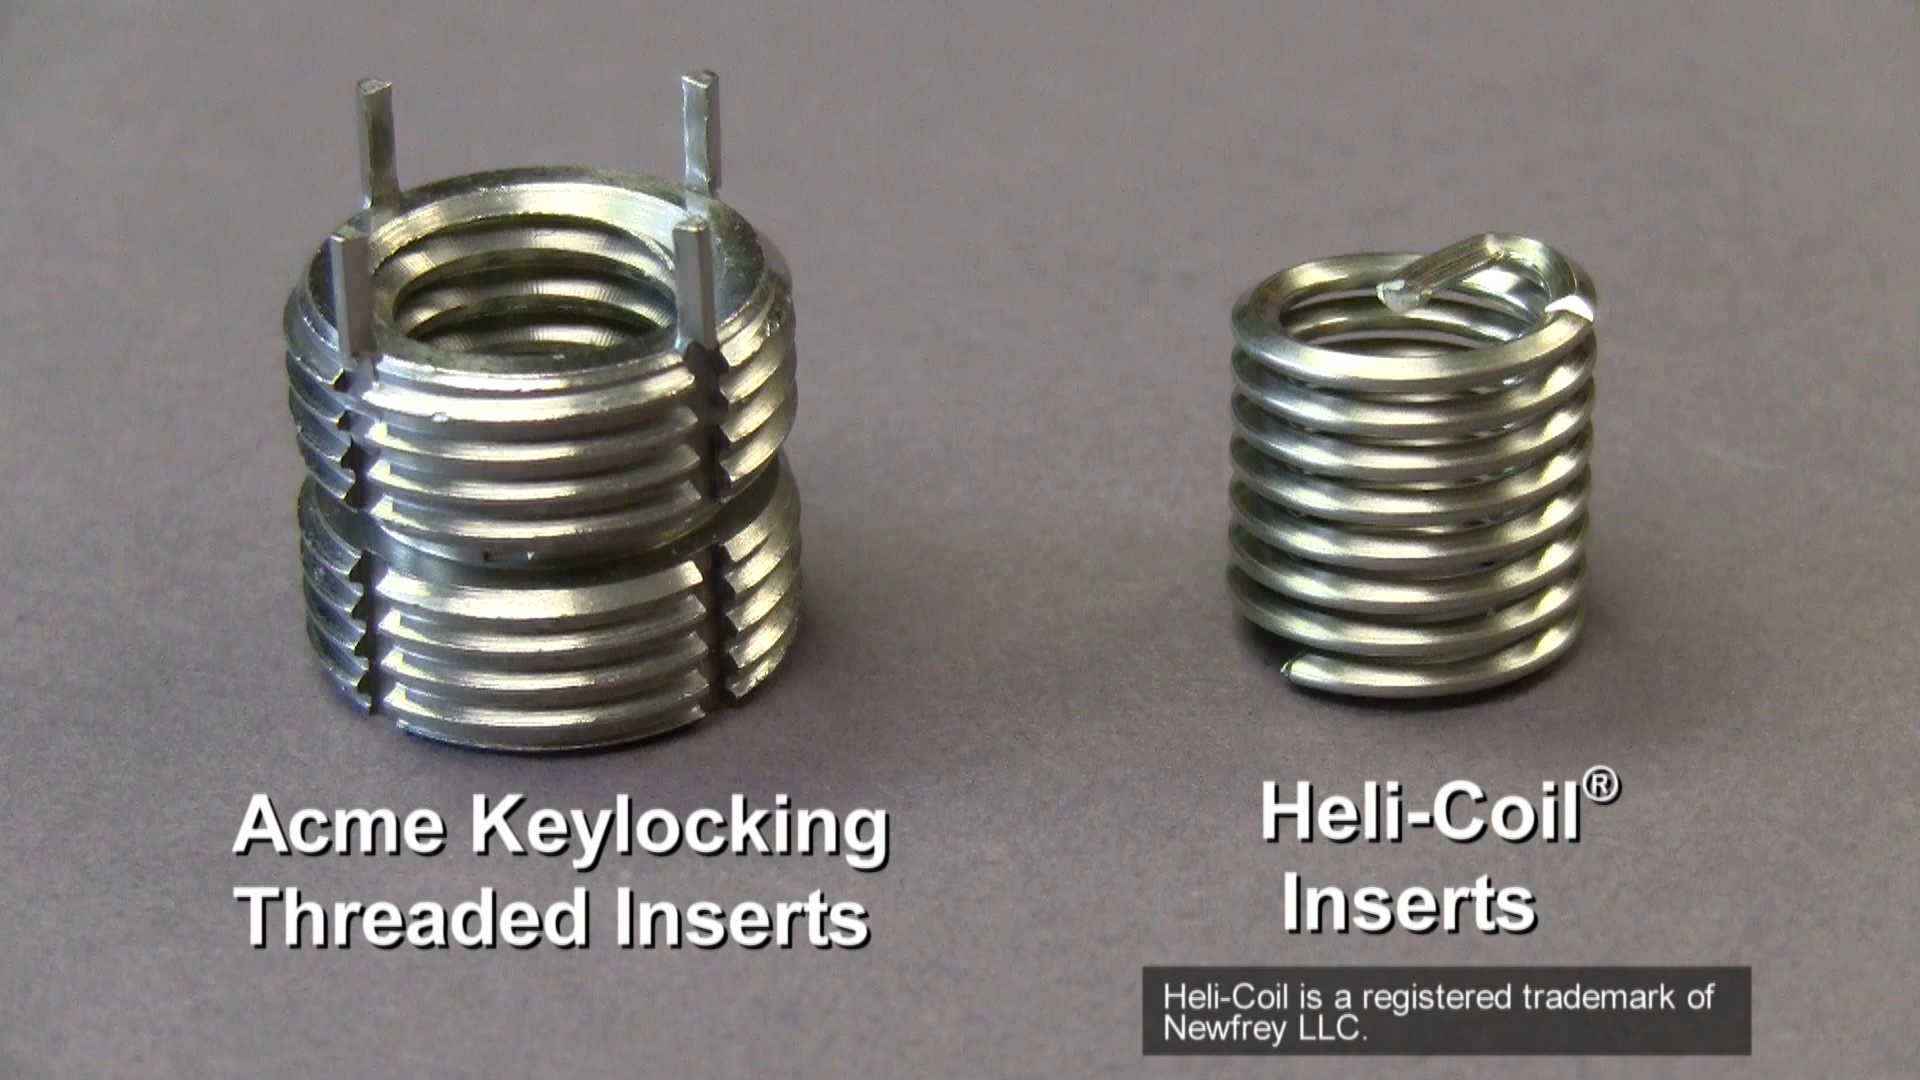 Acme Keylocking
Threaded Inserts
Heli-Coil®
Inserts
Heli-Coil is a registered trademark of
Newfrey LLC.